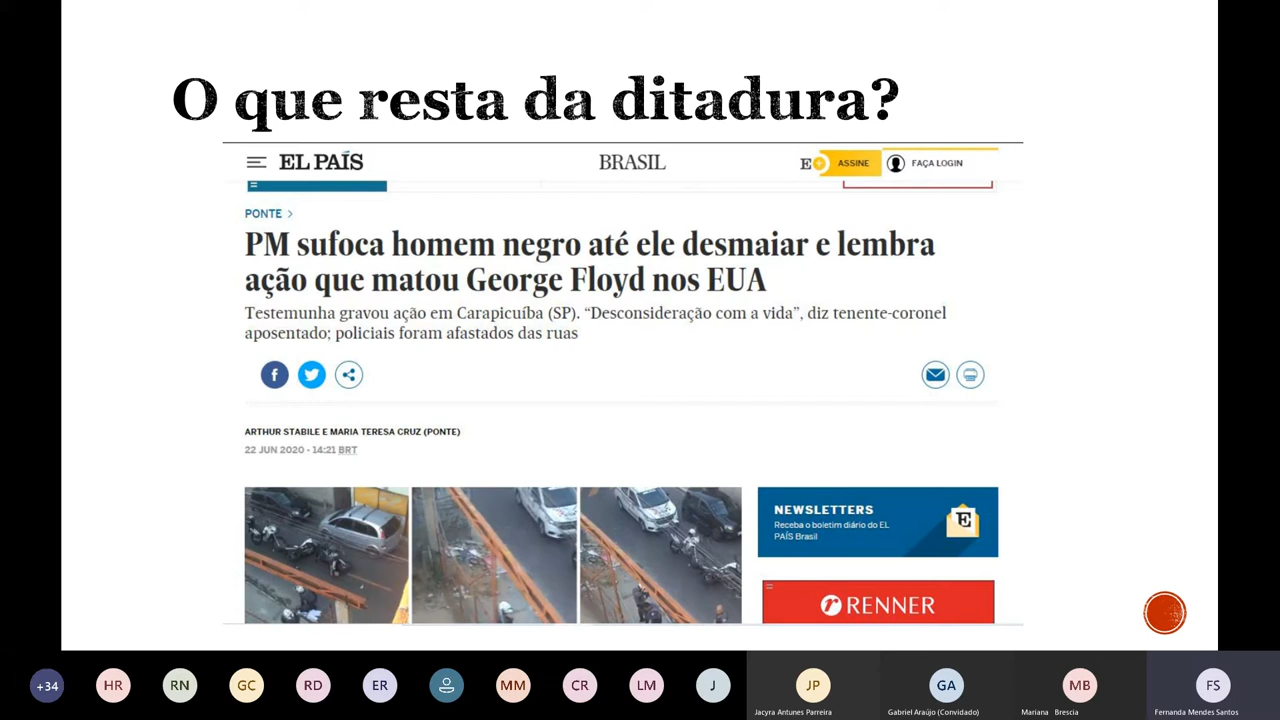 O que resta da ditadura?
EL PAÍS
BRASIL
E+ ASSINE
FAÇA LOGIN
PONTE >
PM sufoca homem negro até ele desmaiar e lembra
ação que matou George Floyd nos EUA
Testemunha gravou ação em Carapicuíba (SP). “Desconsideração com a vida”, diz tenente-coronel
aposentado; policiais foram afastados das ruas
ARTHUR STABILE E MARIA TERESA CRUZ (PONTE)
22 JUN 2020 - 14:21 BRT
NEWSLETTERS
Receba o boletim diário do EL
PAÍS Brasil
E
r RENNER
+34
HR
RN
GC
RD
ER
MM
CR
LM
J
JP
GA
MB
FS
Jacyra Antunes Parreira
Gabriel Araújo (Convidado)
Mariana Brescia
Fernanda Mendes Santos